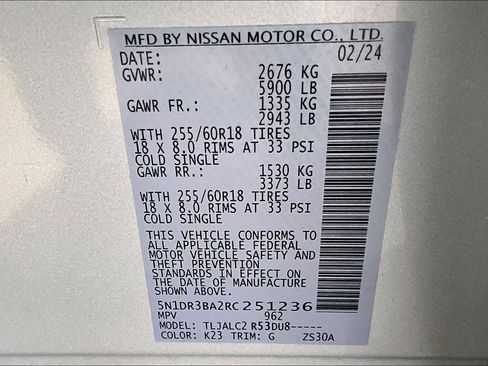 MFD BY NISSAN MOTOR CO., LTD.
DATE: 02/24
GVWR: 2676 KG
5900 LB
GAWR FR.: 1335 KG
2943 LB
WITH 255/60R18 TIRES
18 X 8.0 RIMS AT 33 PSI
COLD SINGLE
GAWR RR.: 1530 KG
3373 LB
WITH 255/60R18 TIRES
18 X 8.0 RIMS AT 33 PSI
COLD SINGLE
THIS VEHICLE CONFORMS TO
ALL APPLICABLE FEDERAL
MOTOR VEHICLE SAFETY AND
THEFT PREVENTION
STANDARDS IN EFFECT ON
THE DATE OF MANUFACTURE
SHOWN ABOVE.
5N1DR3BA2RC251236
MPV 962
MODEL: TLJALC2 R53DU8-----
COLOR: K23 TRIM: G ZS30A